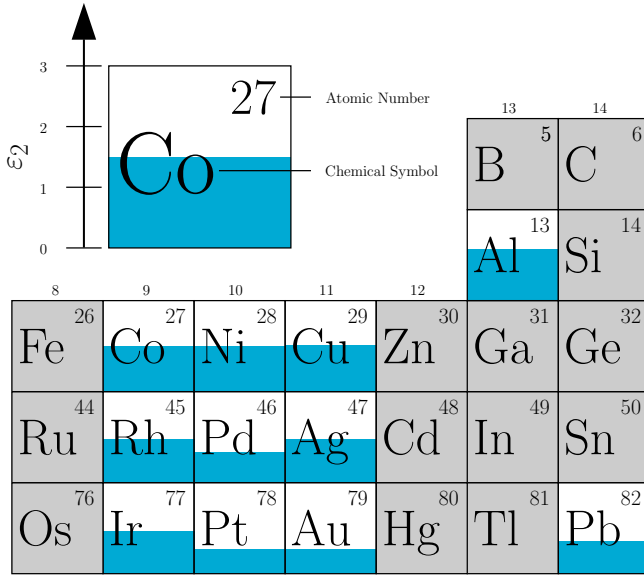 3
27
Atomic Number
2
ε2
Co
Chemical Symbol
1
0
13 14
5 6
B C
13 14
Al Si
8 9 10 11 12
26 27 28 29 30 31 32
Fe Co Ni Cu Zn Ga Ge
44 45 46 47 48 49 50
Ru Rh Pd Ag Cd In Sn
76 77 78 79 80 81 82
Os Ir Pt Au Hg Tl Pb